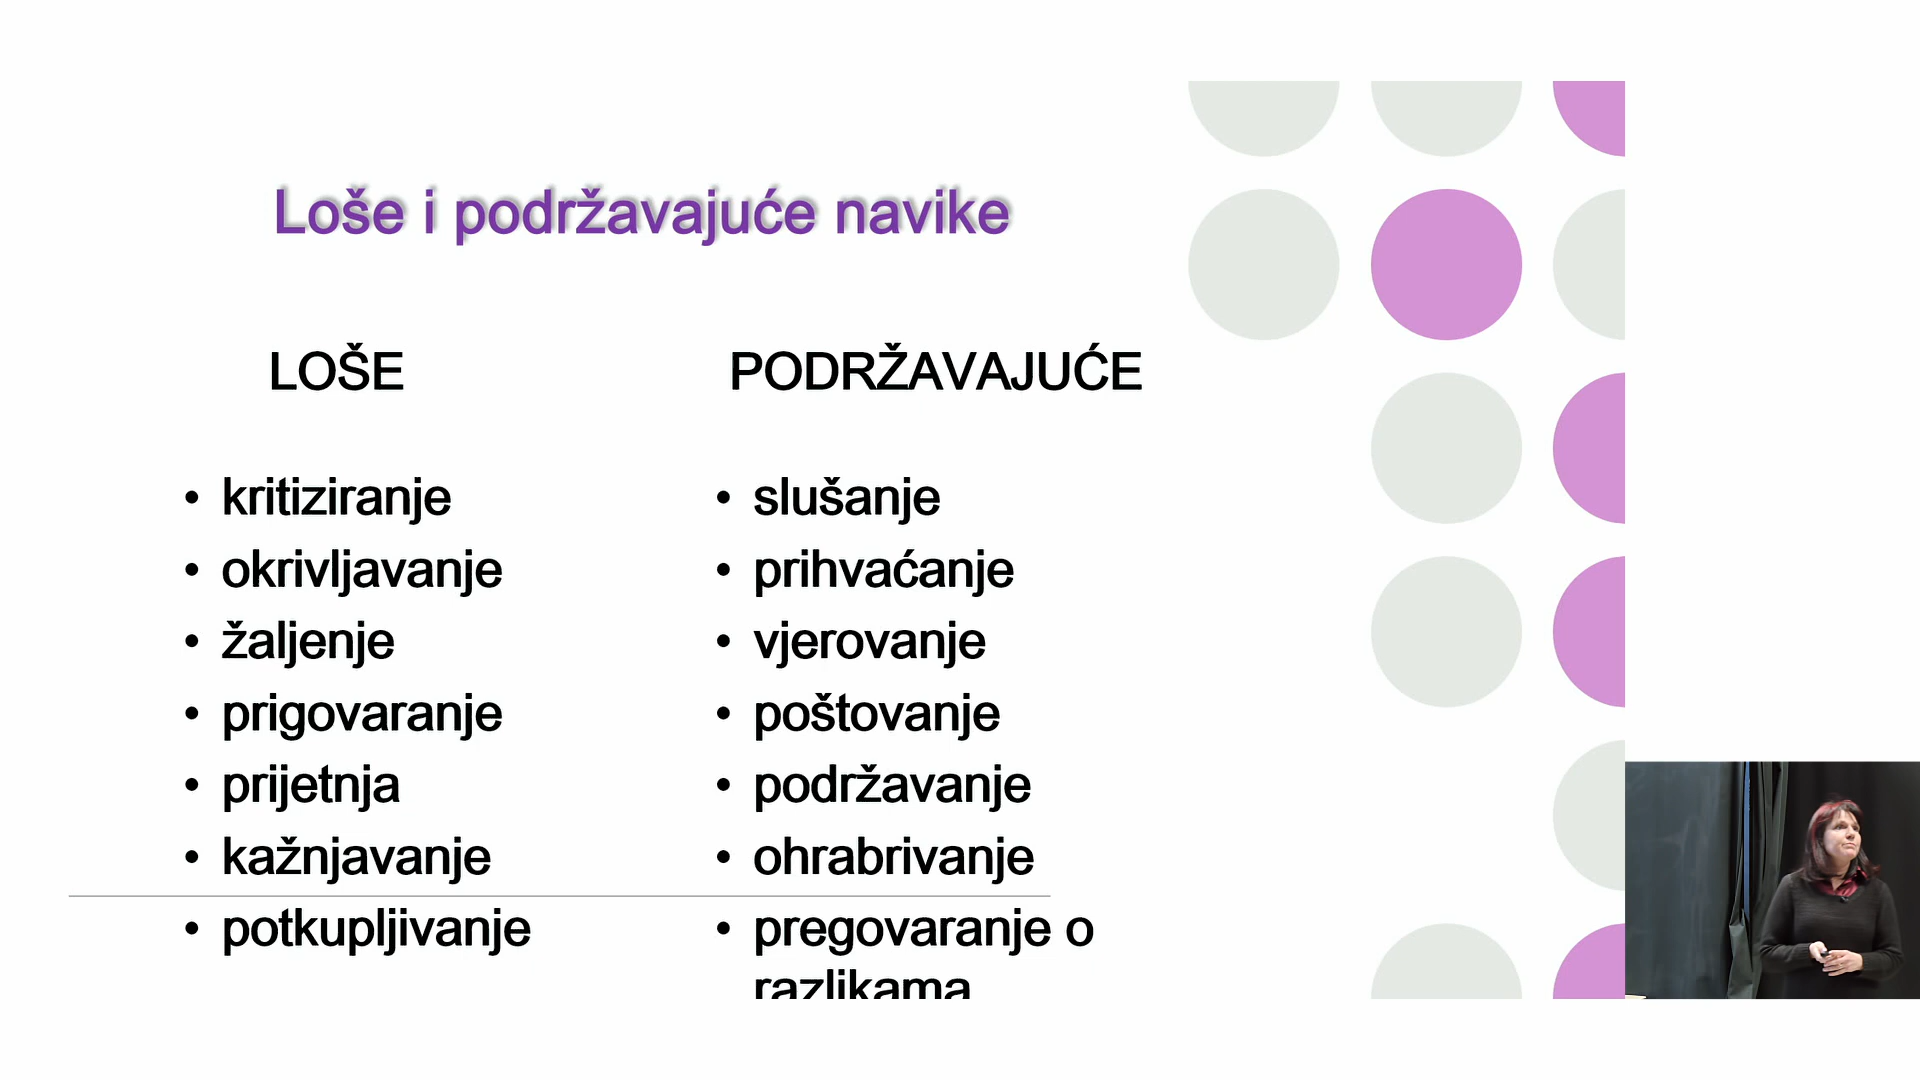 Loše i podržavajuće navike
LOŠE
• kritiziranje
• okrivljavanje
• žaljenje
• prigovaranje
• prijetnja
• kažnjavanje
• potkupljivanje
PODRŽAVAJUĆE
• slušanje
• prihvaćanje
• vjerovanje
• poštovanje
• podržavanje
• ohrabrivanje
• pregovaranje o
razlikama